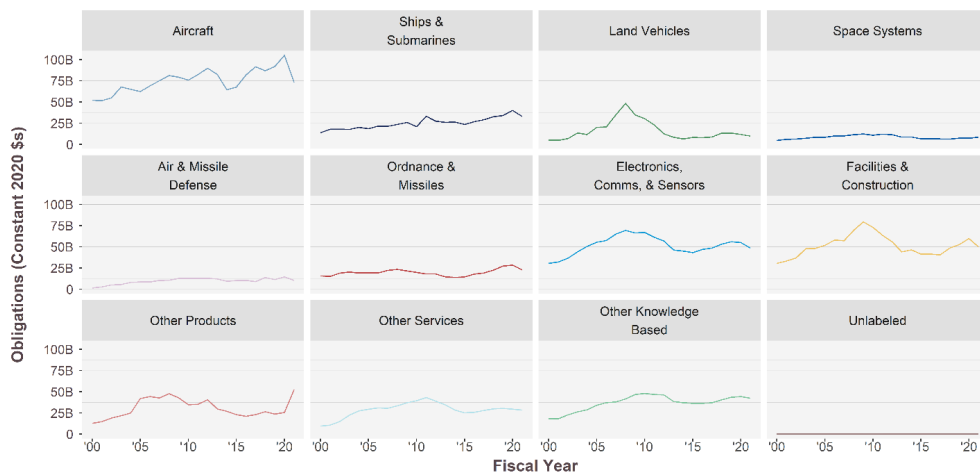 Obligations (Constant 2020 $s)
Aircraft
Ships &
Submarines
Land Vehicles
Space Systems
100B
75B
50B
25B
0
Air & Missile
Defense
Ordnance &
Missiles
Electronics,
Comms, & Sensors
Facilities &
Construction
100B
75B
50B
25B
0
Other Products
Other Services
Other Knowledge
Based
Unlabeled
100B
75B
50B
25B
0
'00 '05 '10 '15 '20 '00 '05 '10 '15 '20 '00 '05 '10 '15 '20 '00 '05 '10 '15 '20
Fiscal Year